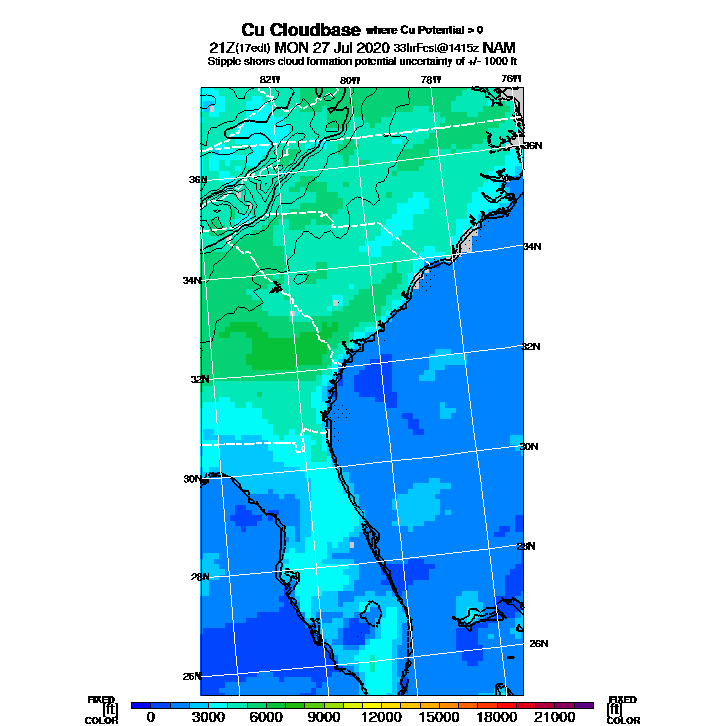 Cu Cloudbase where Cu Potential > 0
21Z(17edt) MON 27 Jul 2020 33hrFcst@1415z NAM
Stipple shows cloud formation potential uncertainty of +/- 1000 ft
82W 80W 78W 76W
36N
36N
34N
34N
32N
32N
30N
30N
28N
28N
26N
26N
FIXED FIXED
[ft] [ft]
COLOR COLOR
0 3000 6000 9000 12000 15000 18000 21000